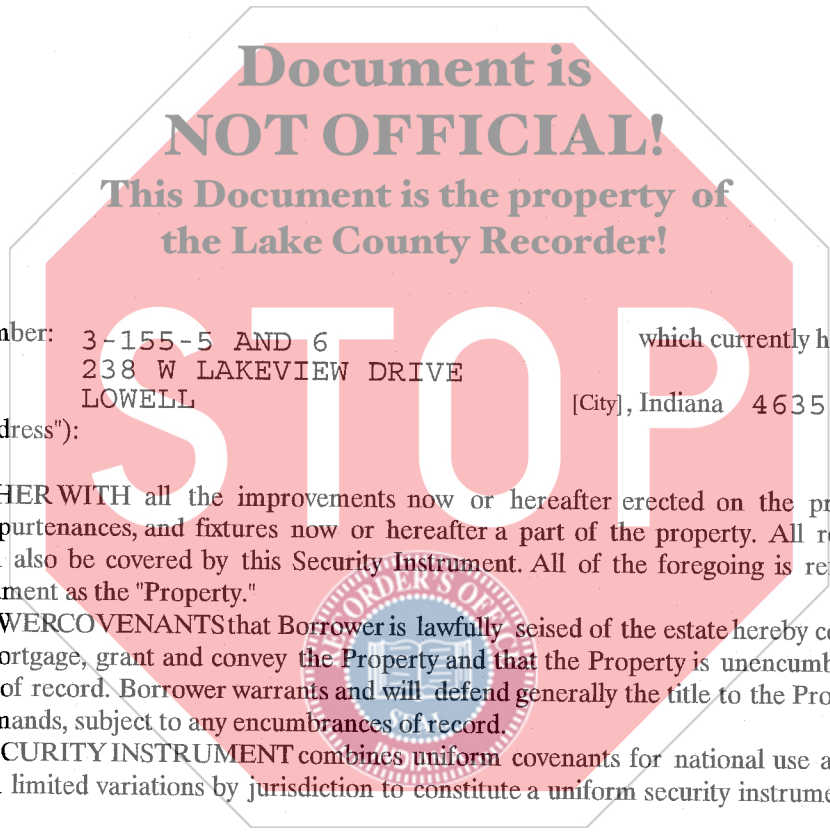 Document is
NOT OFFICIAL!
This Document is the property of
the Lake County Recorder!
STOP
mber: 3-155-5 AND 6 which currently h
238 W LAKEVIEW DRIVE
LOWELL [City], Indiana 4635
dress"):
HER WITH all the improvements now or hereafter erected on the pr
purtenances, and fixtures now or hereafter a part of the property. All r
also be covered by this Security Instrument. All of the foregoing is re
ment as the "Property."
WERCOVENANTS that Borrower is lawfully seised of the estate hereby c
ortgage, grant and convey the Property and that the Property is unencumb
of record. Borrower warrants and will defend generally the title to the Pro
mands, subject to any encumbrances of record.
CURITY INSTRUMENT combines uniform covenants for national use a
limited variations by jurisdiction to constitute a uniform security instrume
RECORDER'S OFFICE